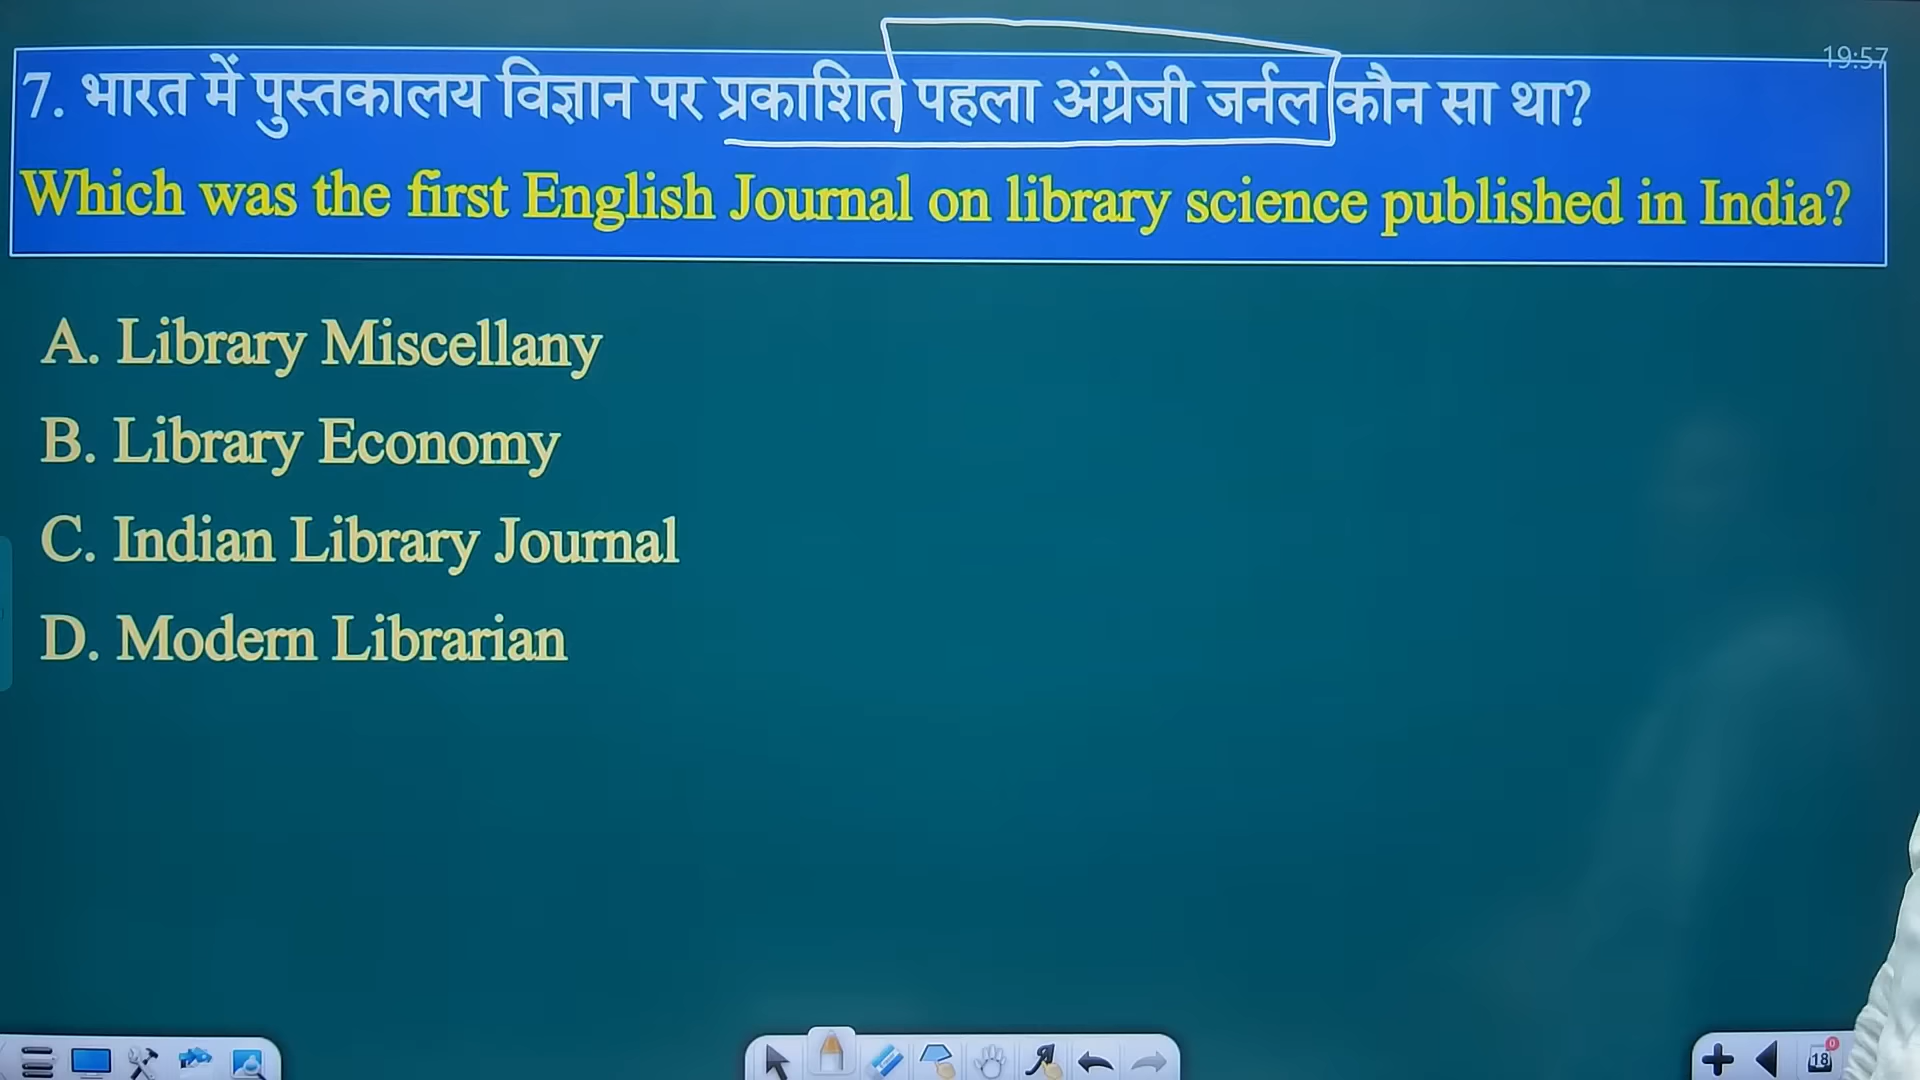 19:57
7. भारत में पुस्तकालय विज्ञान पर प्रकाशित पहला अंग्रेजी जर्नल कौन सा था?
Which was the first English Journal on library science published in India?
A. Library Miscellany
B. Library Economy
C. Indian Library Journal
D. Modern Librarian
18
0